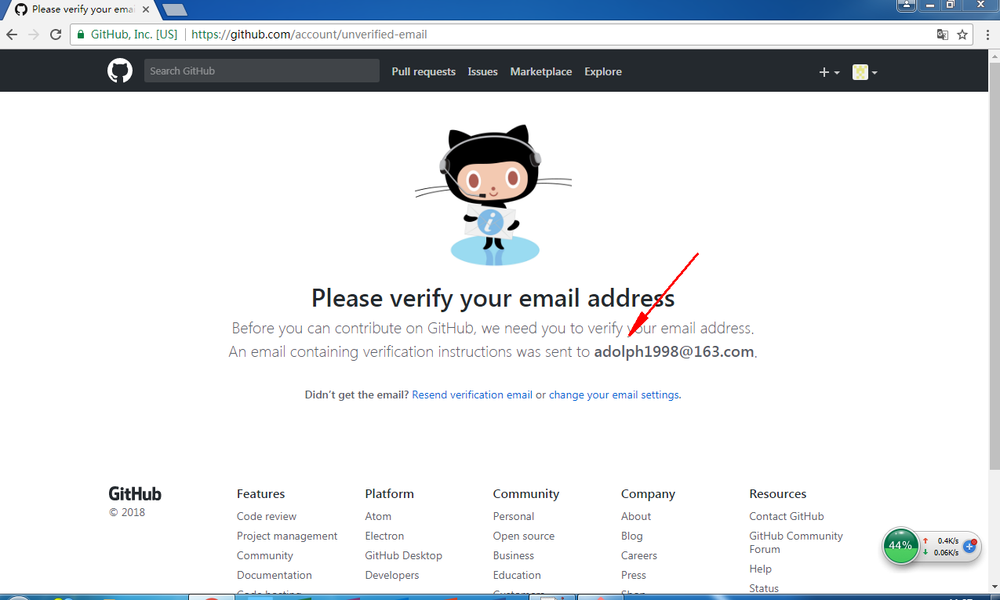 Please verify your emai
GitHub, Inc. [US] https://github.com/account/unverified-email
Search GitHub
Pull requests Issues Marketplace Explore
Please verify your email address
Before you can contribute on GitHub, we need you to verify your email address.
An email containing verification instructions was sent to adolph1998@163.com.
Didn’t get the email? Resend verification email or change your email settings.
GitHub
© 2018
Features
Code review
Project management
Community
Documentation
Code hosting
Platform
Atom
Electron
GitHub Desktop
Developers
Community
Personal
Open source
Business
Education
Customers
Company
About
Blog
Careers
Press
Shop
Resources
Contact GitHub
GitHub Community
Forum
Help
Status
44%
0.4K/s
0.06K/s